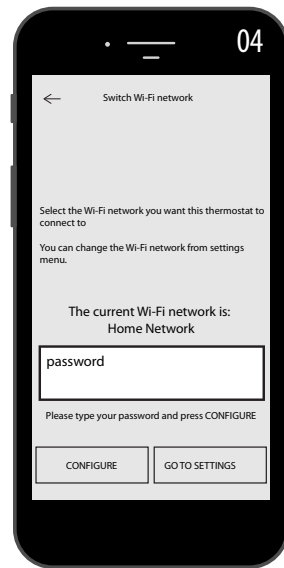 04
Switch Wi-Fi network
Select the Wi-Fi network you want this thermostat to
connect to
You can change the Wi-Fi network from settings
menu.
The current Wi-Fi network is:
Home Network
password
Please type your password and press CONFIGURE
CONFIGURE
GO TO SETTINGS